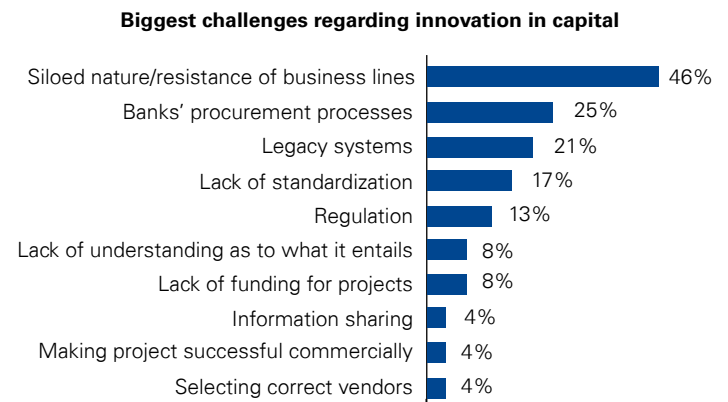 Biggest challenges regarding innovation in capital
Siloed nature/resistance of business lines 46%
Banks' procurement processes 25%
Legacy systems 21%
Lack of standardization 17%
Regulation 13%
Lack of understanding as to what it entails 8%
Lack of funding for projects 8%
Information sharing 4%
Making project successful commercially 4%
Selecting correct vendors 4%